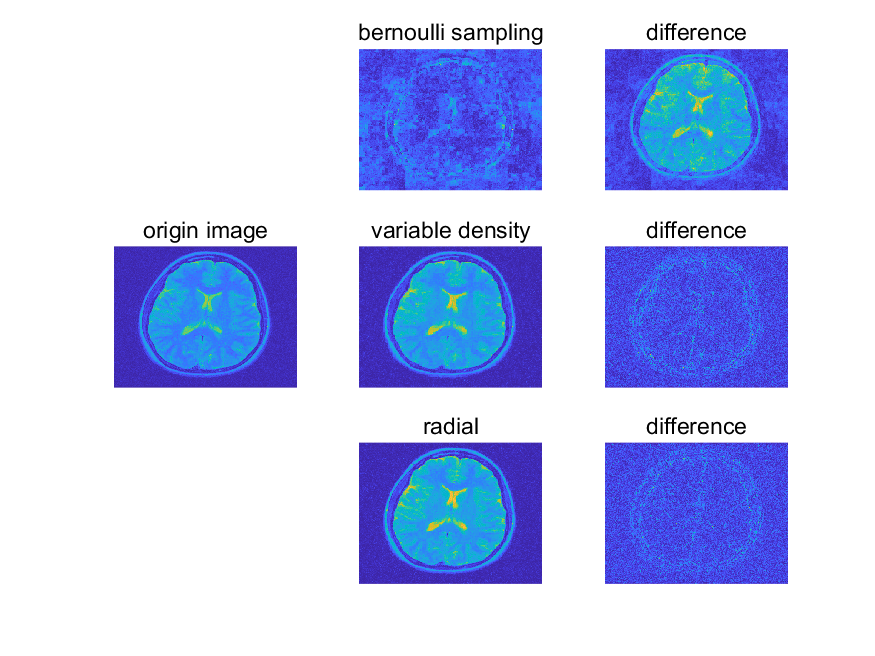 bernoulli sampling
difference
origin image
variable density
difference
radial
difference